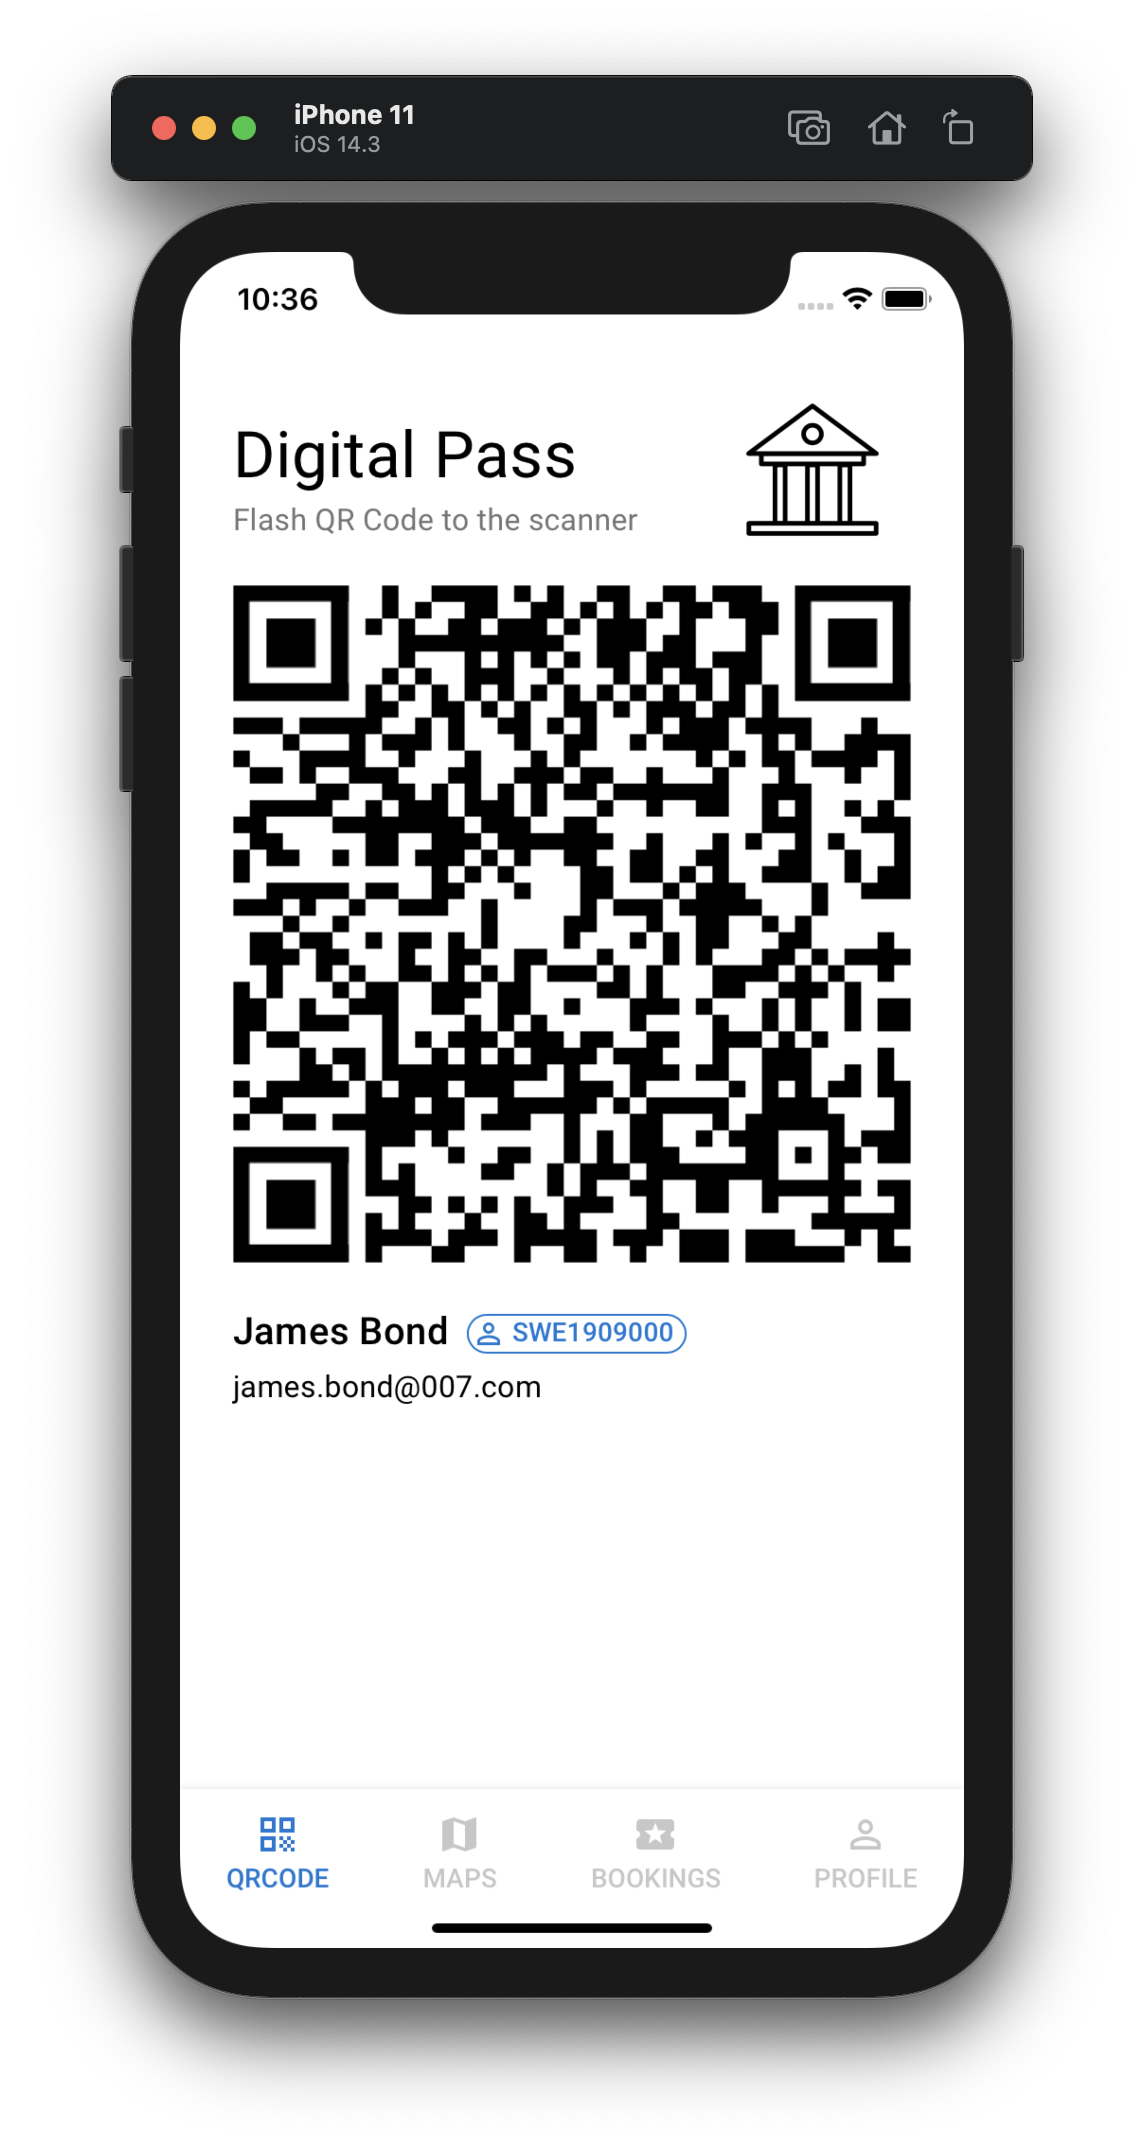 iPhone 11
iOS 14.3
10:36
Digital Pass
Flash QR Code to the scanner
James Bond SWE1909000
james.bond@007.com
QRCODE MAPS BOOKINGS PROFILE